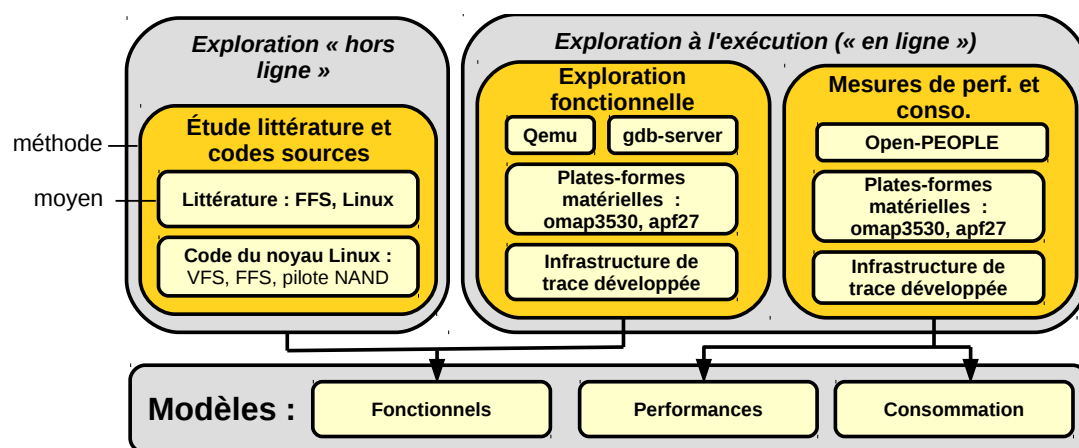 Exploration « hors
ligne »
Exploration à l'exécution (« en ligne »)
méthode
moyen
Étude littérature et
codes sources
Littérature : FFS, Linux
Code du noyau Linux :
VFS, FFS, pilote NAND
Exploration
fonctionnelle
Qemu
gdb-server
Plates-formes
matérielles :
omap3530, apf27
Infrastructure de
trace développée
Mesures de perf. et
conso.
Open-PEOPLE
Plates-formes
matérielles :
omap3530, apf27
Infrastructure de
trace développée
Modèles :
Fonctionnels
Performances
Consommation